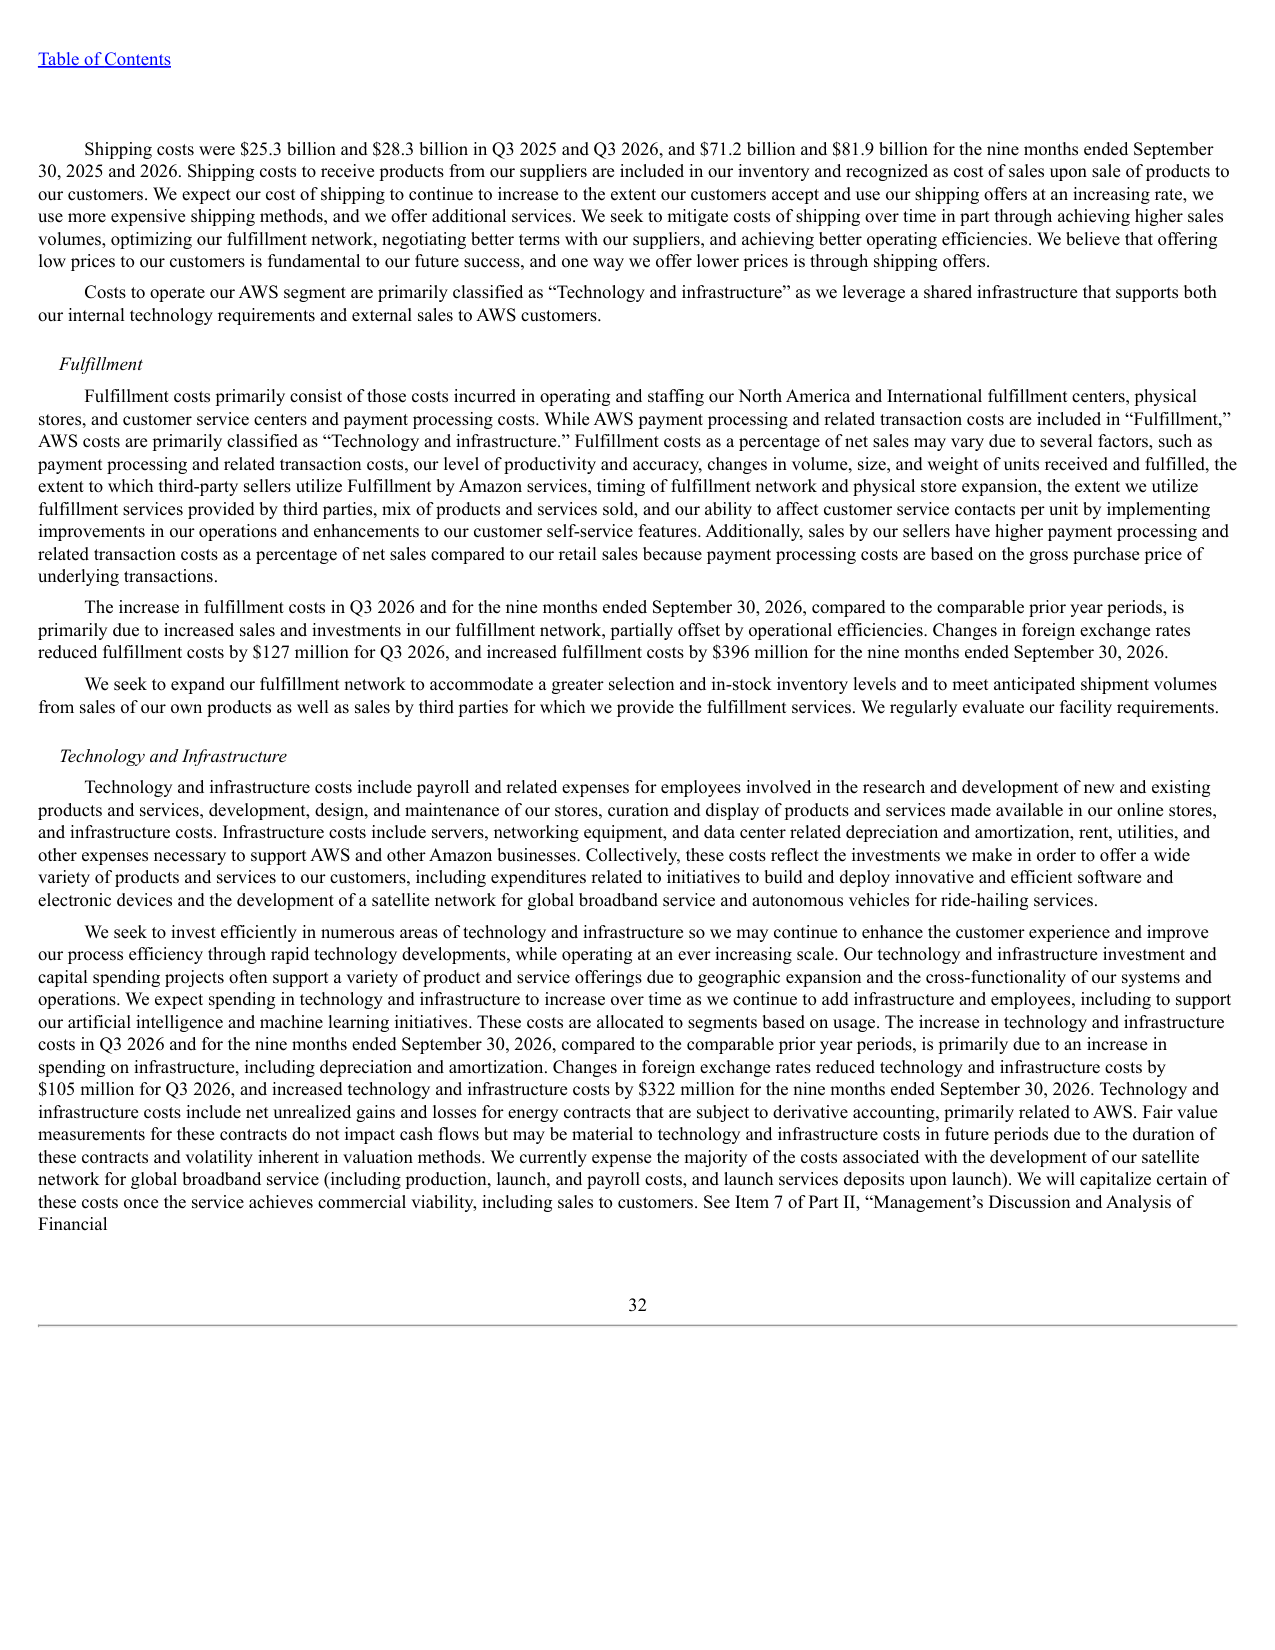 Table of Contents
Shipping costs were $25.3 billion and $28.3 billion in Q3 2025 and Q3 2026, and $71.2 billion and $81.9 billion for the nine months ended September
30, 2025 and 2026. Shipping costs to receive products from our suppliers are included in our inventory and recognized as cost of sales upon sale of products to
our customers. We expect our cost of shipping to continue to increase to the extent our customers accept and use our shipping offers at an increasing rate, we
use more expensive shipping methods, and we offer additional services. We seek to mitigate costs of shipping over time in part through achieving higher sales
volumes, optimizing our fulfillment network, negotiating better terms with our suppliers, and achieving better operating efficiencies. We believe that offering
low prices to our customers is fundamental to our future success, and one way we offer lower prices is through shipping offers.
Costs to operate our AWS segment are primarily classified as “Technology and infrastructure” as we leverage a shared infrastructure that supports both
our internal technology requirements and external sales to AWS customers.
Fulfillment
Fulfillment costs primarily consist of those costs incurred in operating and staffing our North America and International fulfillment centers, physical
stores, and customer service centers and payment processing costs. While AWS payment processing and related transaction costs are included in “Fulfillment,”
AWS costs are primarily classified as “Technology and infrastructure.” Fulfillment costs as a percentage of net sales may vary due to several factors, such as
payment processing and related transaction costs, our level of productivity and accuracy, changes in volume, size, and weight of units received and fulfilled, the
extent to which third-party sellers utilize Fulfillment by Amazon services, timing of fulfillment network and physical store expansion, the extent we utilize
fulfillment services provided by third parties, mix of products and services sold, and our ability to affect customer service contacts per unit by implementing
improvements in our operations and enhancements to our customer self-service features. Additionally, sales by our sellers have higher payment processing and
related transaction costs as a percentage of net sales compared to our retail sales because payment processing costs are based on the gross purchase price of
underlying transactions.
The increase in fulfillment costs in Q3 2026 and for the nine months ended September 30, 2026, compared to the comparable prior year periods, is
primarily due to increased sales and investments in our fulfillment network, partially offset by operational efficiencies. Changes in foreign exchange rates
reduced fulfillment costs by $127 million for Q3 2026, and increased fulfillment costs by $396 million for the nine months ended September 30, 2026.
We seek to expand our fulfillment network to accommodate a greater selection and in-stock inventory levels and to meet anticipated shipment volumes
from sales of our own products as well as sales by third parties for which we provide the fulfillment services. We regularly evaluate our facility requirements.
Technology and Infrastructure
Technology and infrastructure costs include payroll and related expenses for employees involved in the research and development of new and existing
products and services, development, design, and maintenance of our stores, curation and display of products and services made available in our online stores,
and infrastructure costs. Infrastructure costs include servers, networking equipment, and data center related depreciation and amortization, rent, utilities, and
other expenses necessary to support AWS and other Amazon businesses. Collectively, these costs reflect the investments we make in order to offer a wide
variety of products and services to our customers, including expenditures related to initiatives to build and deploy innovative and efficient software and
electronic devices and the development of a satellite network for global broadband service and autonomous vehicles for ride-hailing services.
We seek to invest efficiently in numerous areas of technology and infrastructure so we may continue to enhance the customer experience and improve
our process efficiency through rapid technology developments, while operating at an ever increasing scale. Our technology and infrastructure investment and
capital spending projects often support a variety of product and service offerings due to geographic expansion and the cross-functionality of our systems and
operations. We expect spending in technology and infrastructure to increase over time as we continue to add infrastructure and employees, including to support
our artificial intelligence and machine learning initiatives. These costs are allocated to segments based on usage. The increase in technology and infrastructure
costs in Q3 2026 and for the nine months ended September 30, 2026, compared to the comparable prior year periods, is primarily due to an increase in
spending on infrastructure, including depreciation and amortization. Changes in foreign exchange rates reduced technology and infrastructure costs by
$105 million for Q3 2026, and increased technology and infrastructure costs by $322 million for the nine months ended September 30, 2026. Technology and
infrastructure costs include net unrealized gains and losses for energy contracts that are subject to derivative accounting, primarily related to AWS. Fair value
measurements for these contracts do not impact cash flows but may be material to technology and infrastructure costs in future periods due to the duration of
these contracts and volatility inherent in valuation methods. We currently expense the majority of the costs associated with the development of our satellite
network for global broadband service (including production, launch, and payroll costs, and launch services deposits upon launch). We will capitalize certain of
these costs once the service achieves commercial viability, including sales to customers. See Item 7 of Part II, “Management’s Discussion and Analysis of
Financial
32